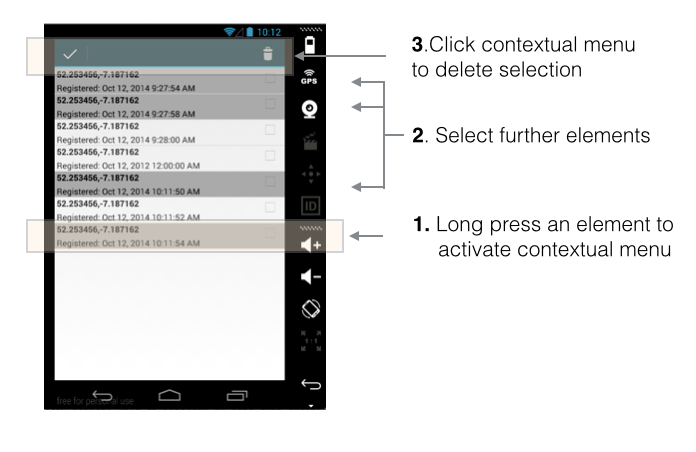 10:12
52.253456,-7.187162
Registered: Oct 12, 2014 9:27:54 AM
52.253456,-7.187162
Registered: Oct 12, 2014 9:27:58 AM
52.253456,-7.187162
Registered: Oct 12, 2014 9:28:00 AM
52.253456,-7.187162
Registered: Oct 12, 2012 12:00:00 AM
52.253456,-7.187162
Registered: Oct 12, 2014 10:11:50 AM
52.253456,-7.187162
Registered: Oct 12, 2014 10:11:52 AM
52.253456,-7.187162
Registered: Oct 12, 2014 10:11:54 AM
free for personal use
GPS
ID
1:1
3.Click contextual menu
to delete selection
2. Select further elements
1. Long press an element to
activate contextual menu